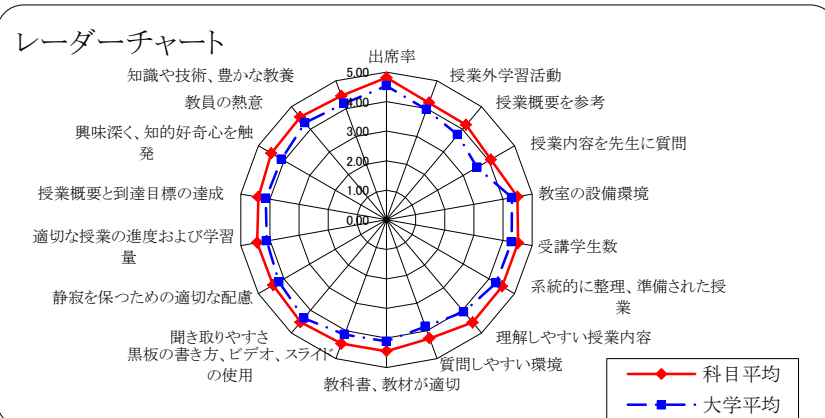 レーダーチャート
出席率
授業外学習活動
授業概要を参考
授業内容を先生に質問
教室の設備環境
受講学生数
系統的に整理、準備された授
業
理解しやすい授業内容
質問しやすい環境
教科書、教材が適切
黒板の書き方、ビデオ、スライド
の使用
聞き取りやすさ
静寂を保つための適切な配慮
適切な授業の進度および学習
量
授業概要と到達目標の達成
興味深く、知的好奇心を触
発
教員の熱意
知識や技術、豊かな教養
5.00
4.00
3.00
2.00
1.00
0.00
科目平均
大学平均